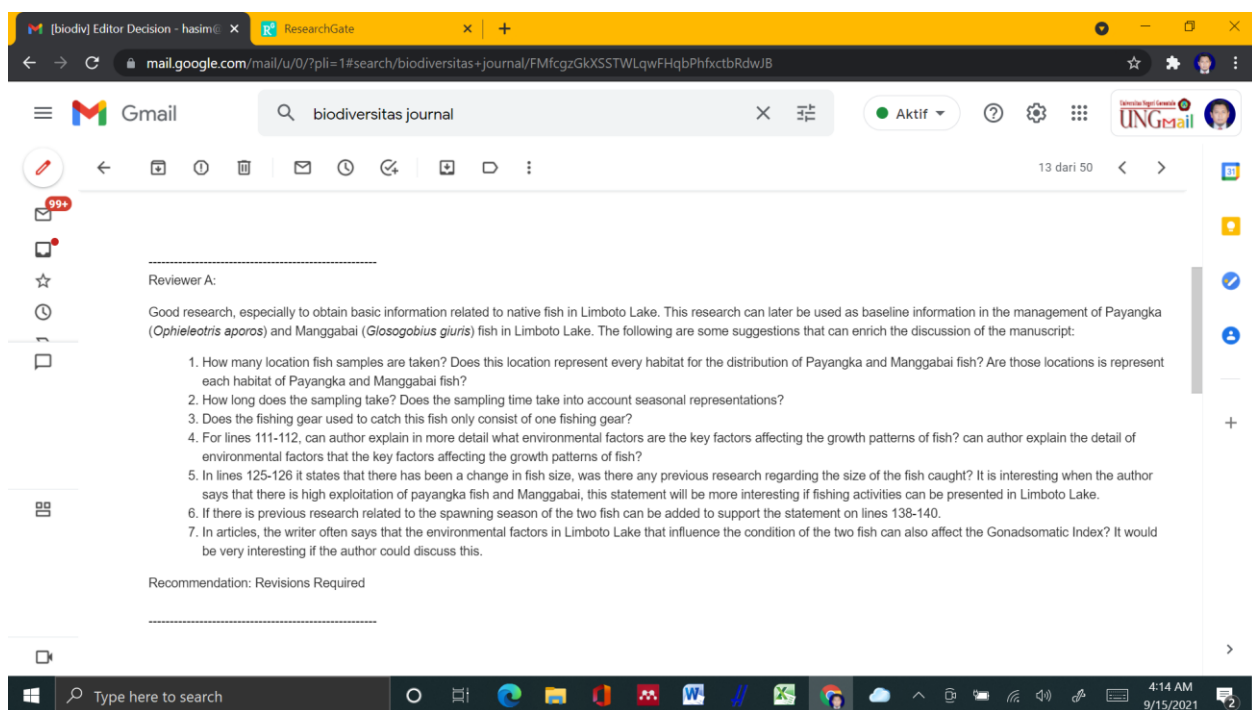 [biodiv] Editor Decision - hasim@
ResearchGate
mail.google.com/mail/u/0/?pli=1#search/biodiversitas+journal/FMfcgzGkXSSTWLqwFHqbPhfxctbRdwJB
Gmail
biodiversitas journal
Aktif
Universitas Negeri Gorontalo
UNGMail
13 dari 50
99+
31
Reviewer A:
Good research, especially to obtain basic information related to native fish in Limboto Lake. This research can later be used as baseline information in the management of Payangka
(Ophieleotris aporos) and Manggabai (Glosogobius giuris) fish in Limboto Lake. The following are some suggestions that can enrich the discussion of the manuscript:
1. How many location fish samples are taken? Does this location represent every habitat for the distribution of Payangka and Manggabai fish? Are those locations is represent
each habitat of Payangka and Manggabai fish?
2. How long does the sampling take? Does the sampling time take into account seasonal representations?
3. Does the fishing gear used to catch this fish only consist of one fishing gear?
4. For lines 111-112, can author explain in more detail what environmental factors are the key factors affecting the growth patterns of fish? can author explain the detail of
environmental factors that the key factors affecting the growth patterns of fish?
5. In lines 125-126 it states that there has been a change in fish size, was there any previous research regarding the size of the fish caught? It is interesting when the author
says that there is high exploitation of payangka fish and Manggabai, this statement will be more interesting if fishing activities can be presented in Limboto Lake.
6. If there is previous research related to the spawning season of the two fish can be added to support the statement on lines 138-140.
7. In articles, the writer often says that the environmental factors in Limboto Lake that influence the condition of the two fish can also affect the Gonadsomatic Index? It would
be very interesting if the author could discuss this.
Recommendation: Revisions Required
Type here to search
4:14 AM
9/15/2021
2